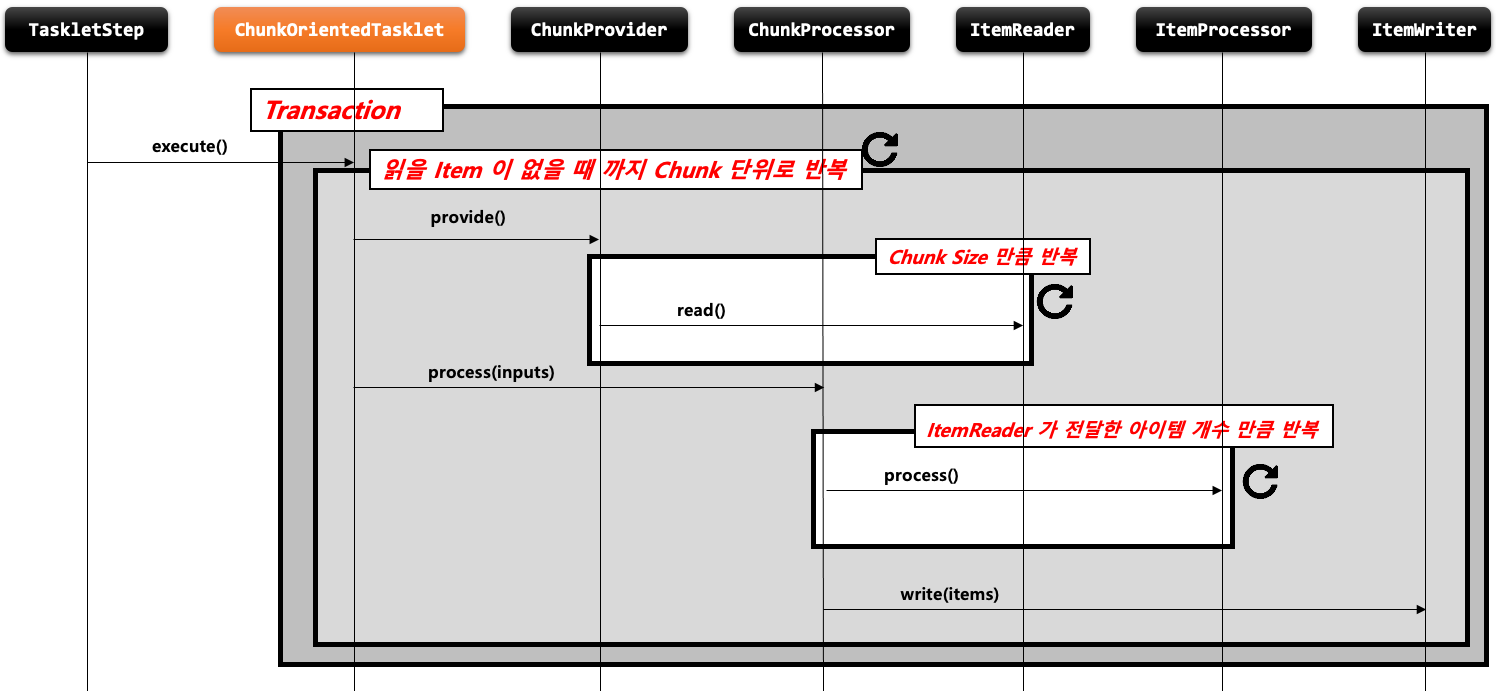 TaskletStep
ChunkOrientedTasklet
ChunkProvider
ChunkProcessor
ItemReader
ItemProcessor
ItemWriter
Transaction
execute()
읽을 Item 이 없을 때 까지 Chunk 단위로 반복
provide()
Chunk Size 만큼 반복
read()
process(inputs)
ItemReader 가 전달한 아이템 개수 만큼 반복
process()
write(items)